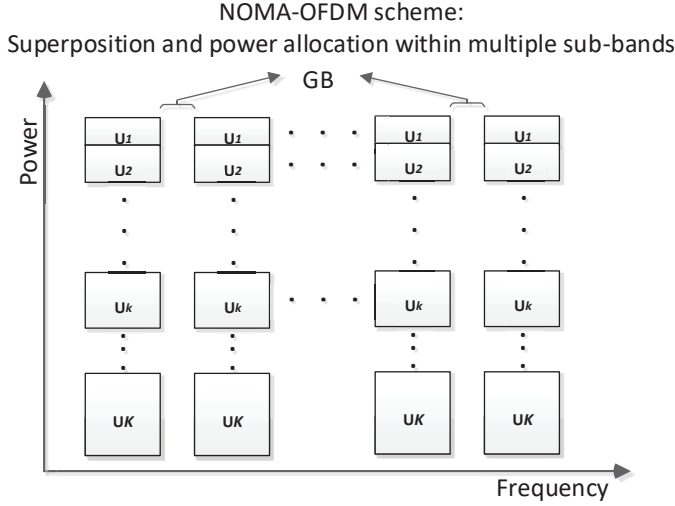 NOMA-OFDM scheme:
Superposition and power allocation within multiple sub-bands
GB
Power
U1 U1 . . . U1 U1
U2 U2 . . . U2 U2
Uk Uk . . . Uk Uk
UK UK UK UK
Frequency